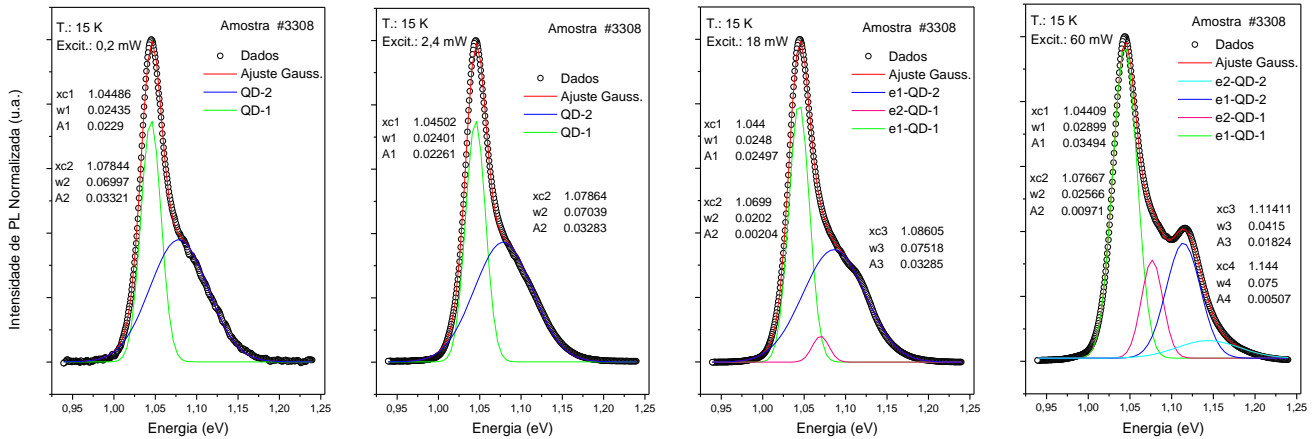 Intensidade de PL Normalizada (u.a.)
T.: 15 K
Amostra #3308
Excit.: 0,2 mW
Dados
Ajuste Gauss.
QD-2
QD-1
xc1 1.04486
w1 0.02435
A1 0.0229
xc2 1.07844
w2 0.06997
A2 0.03321
0,95 1,00 1,05 1,10 1,15 1,20 1,25
Energia (eV)
T.: 15 K
Amostra #3308
Excit.: 2,4 mW
Dados
Ajuste Gauss.
QD-2
QD-1
xc1 1.04502
w1 0.02401
A1 0.02261
xc2 1.07864
w2 0.07039
A2 0.03283
0,95 1,00 1,05 1,10 1,15 1,20 1,25
Energia (eV)
T.: 15 K
Amostra #3308
Excit.: 18 mW
Dados
Ajuste Gauss.
e1-QD-2
e2-QD-1
e1-QD-1
xc1 1.044
w1 0.0248
A1 0.02497
xc2 1.0699
w2 0.0202
A2 0.00204
xc3 1.08605
w3 0.07518
A3 0.03285
0,95 1,00 1,05 1,10 1,15 1,20 1,25
Energia (eV)
T.: 15 K
Amostra #3308
Excit.: 60 mW
Dados
Ajuste Gauss.
e2-QD-2
e1-QD-2
e2-QD-1
e1-QD-1
xc1 1.04409
w1 0.02899
A1 0.03494
xc2 1.07667
w2 0.02566
A2 0.00971
xc3 1.11411
w3 0.0415
A3 0.01824
xc4 1.144
w4 0.075
A4 0.00507
0,95 1,00 1,05 1,10 1,15 1,20 1,25
Energia (eV)